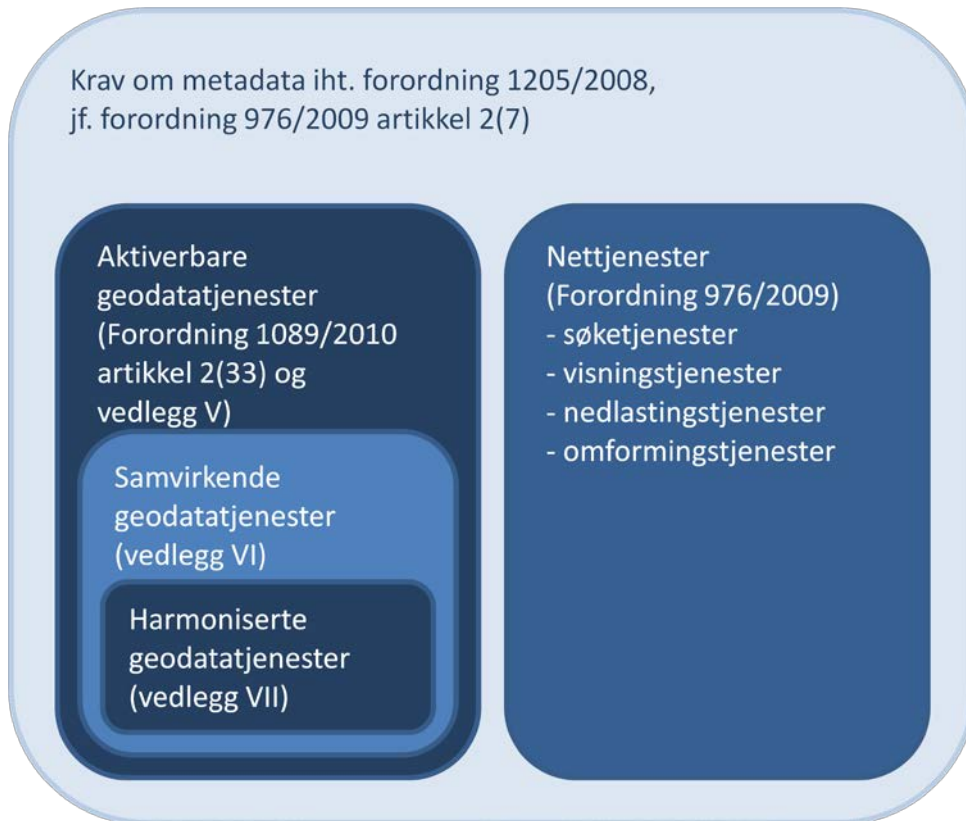 Krav om metadata iht. forordning 1205/2008,
jf. forordning 976/2009 artikkel 2(7)
Aktiverbare
geodatatjenester
(Forordning 1089/2010
artikkel 2(33) og
vedlegg V)
Samvirkende
geodatatjenester
(vedlegg VI)
Harmoniserte
geodatatjenester
(vedlegg VII)
Nettjenester
(Forordning 976/2009)
- søketjenester
- visningstjenester
- nedlastingstjenester
- omformingstjenester